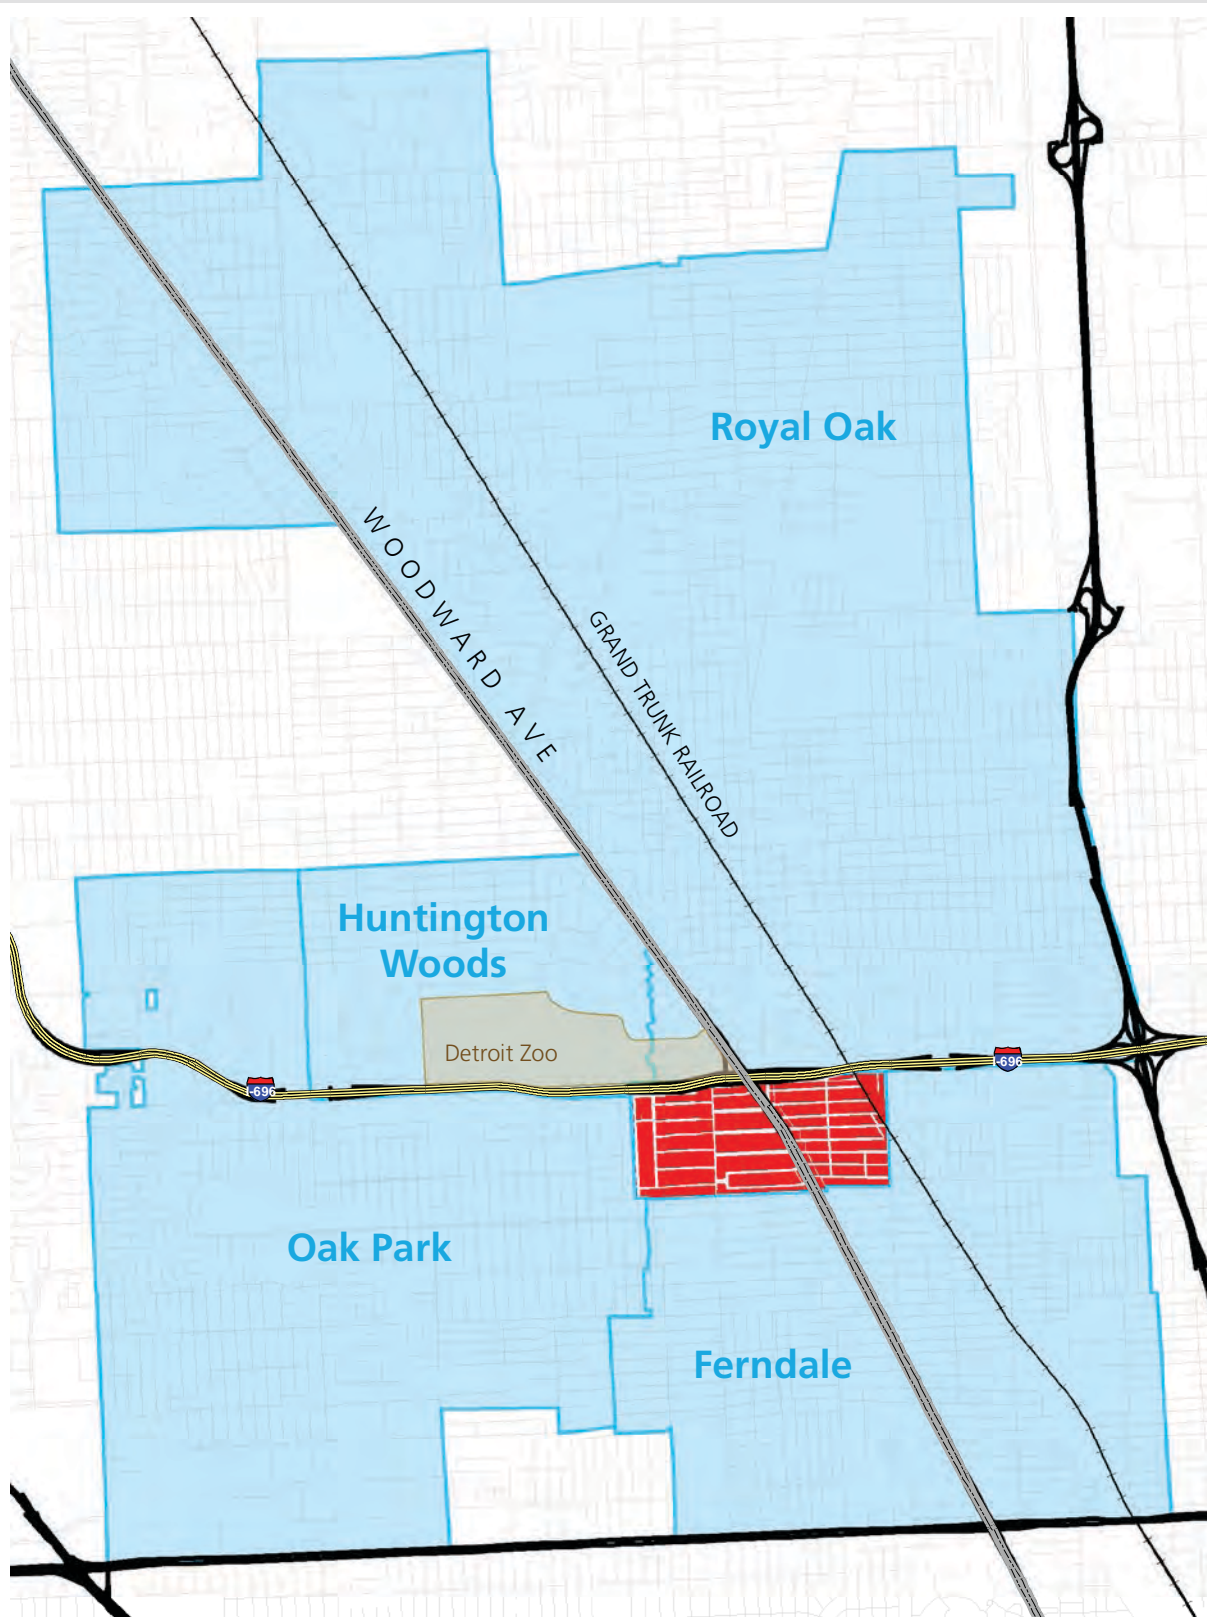 Royal Oak
WOODWARD AVE
GRAND TRUNK RAILROAD
Huntington
Woods
Detroit Zoo
I-696
I-696
Oak Park
Ferndale